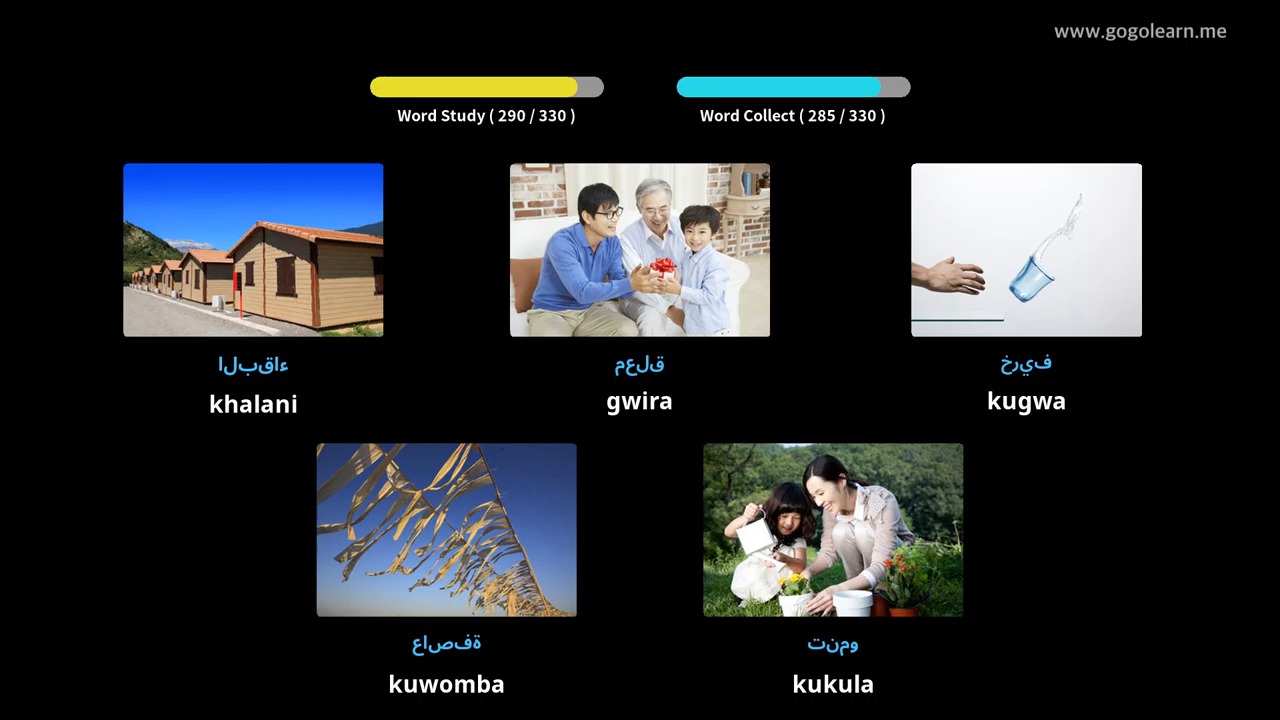 www.gogolearn.me
Word Study ( 290 / 330 )
Word Collect ( 285 / 330 )
البقاء
معلق
خريف
khalani
gwira
kugwa
عاصفة
تنمو
kuwomba
kukula